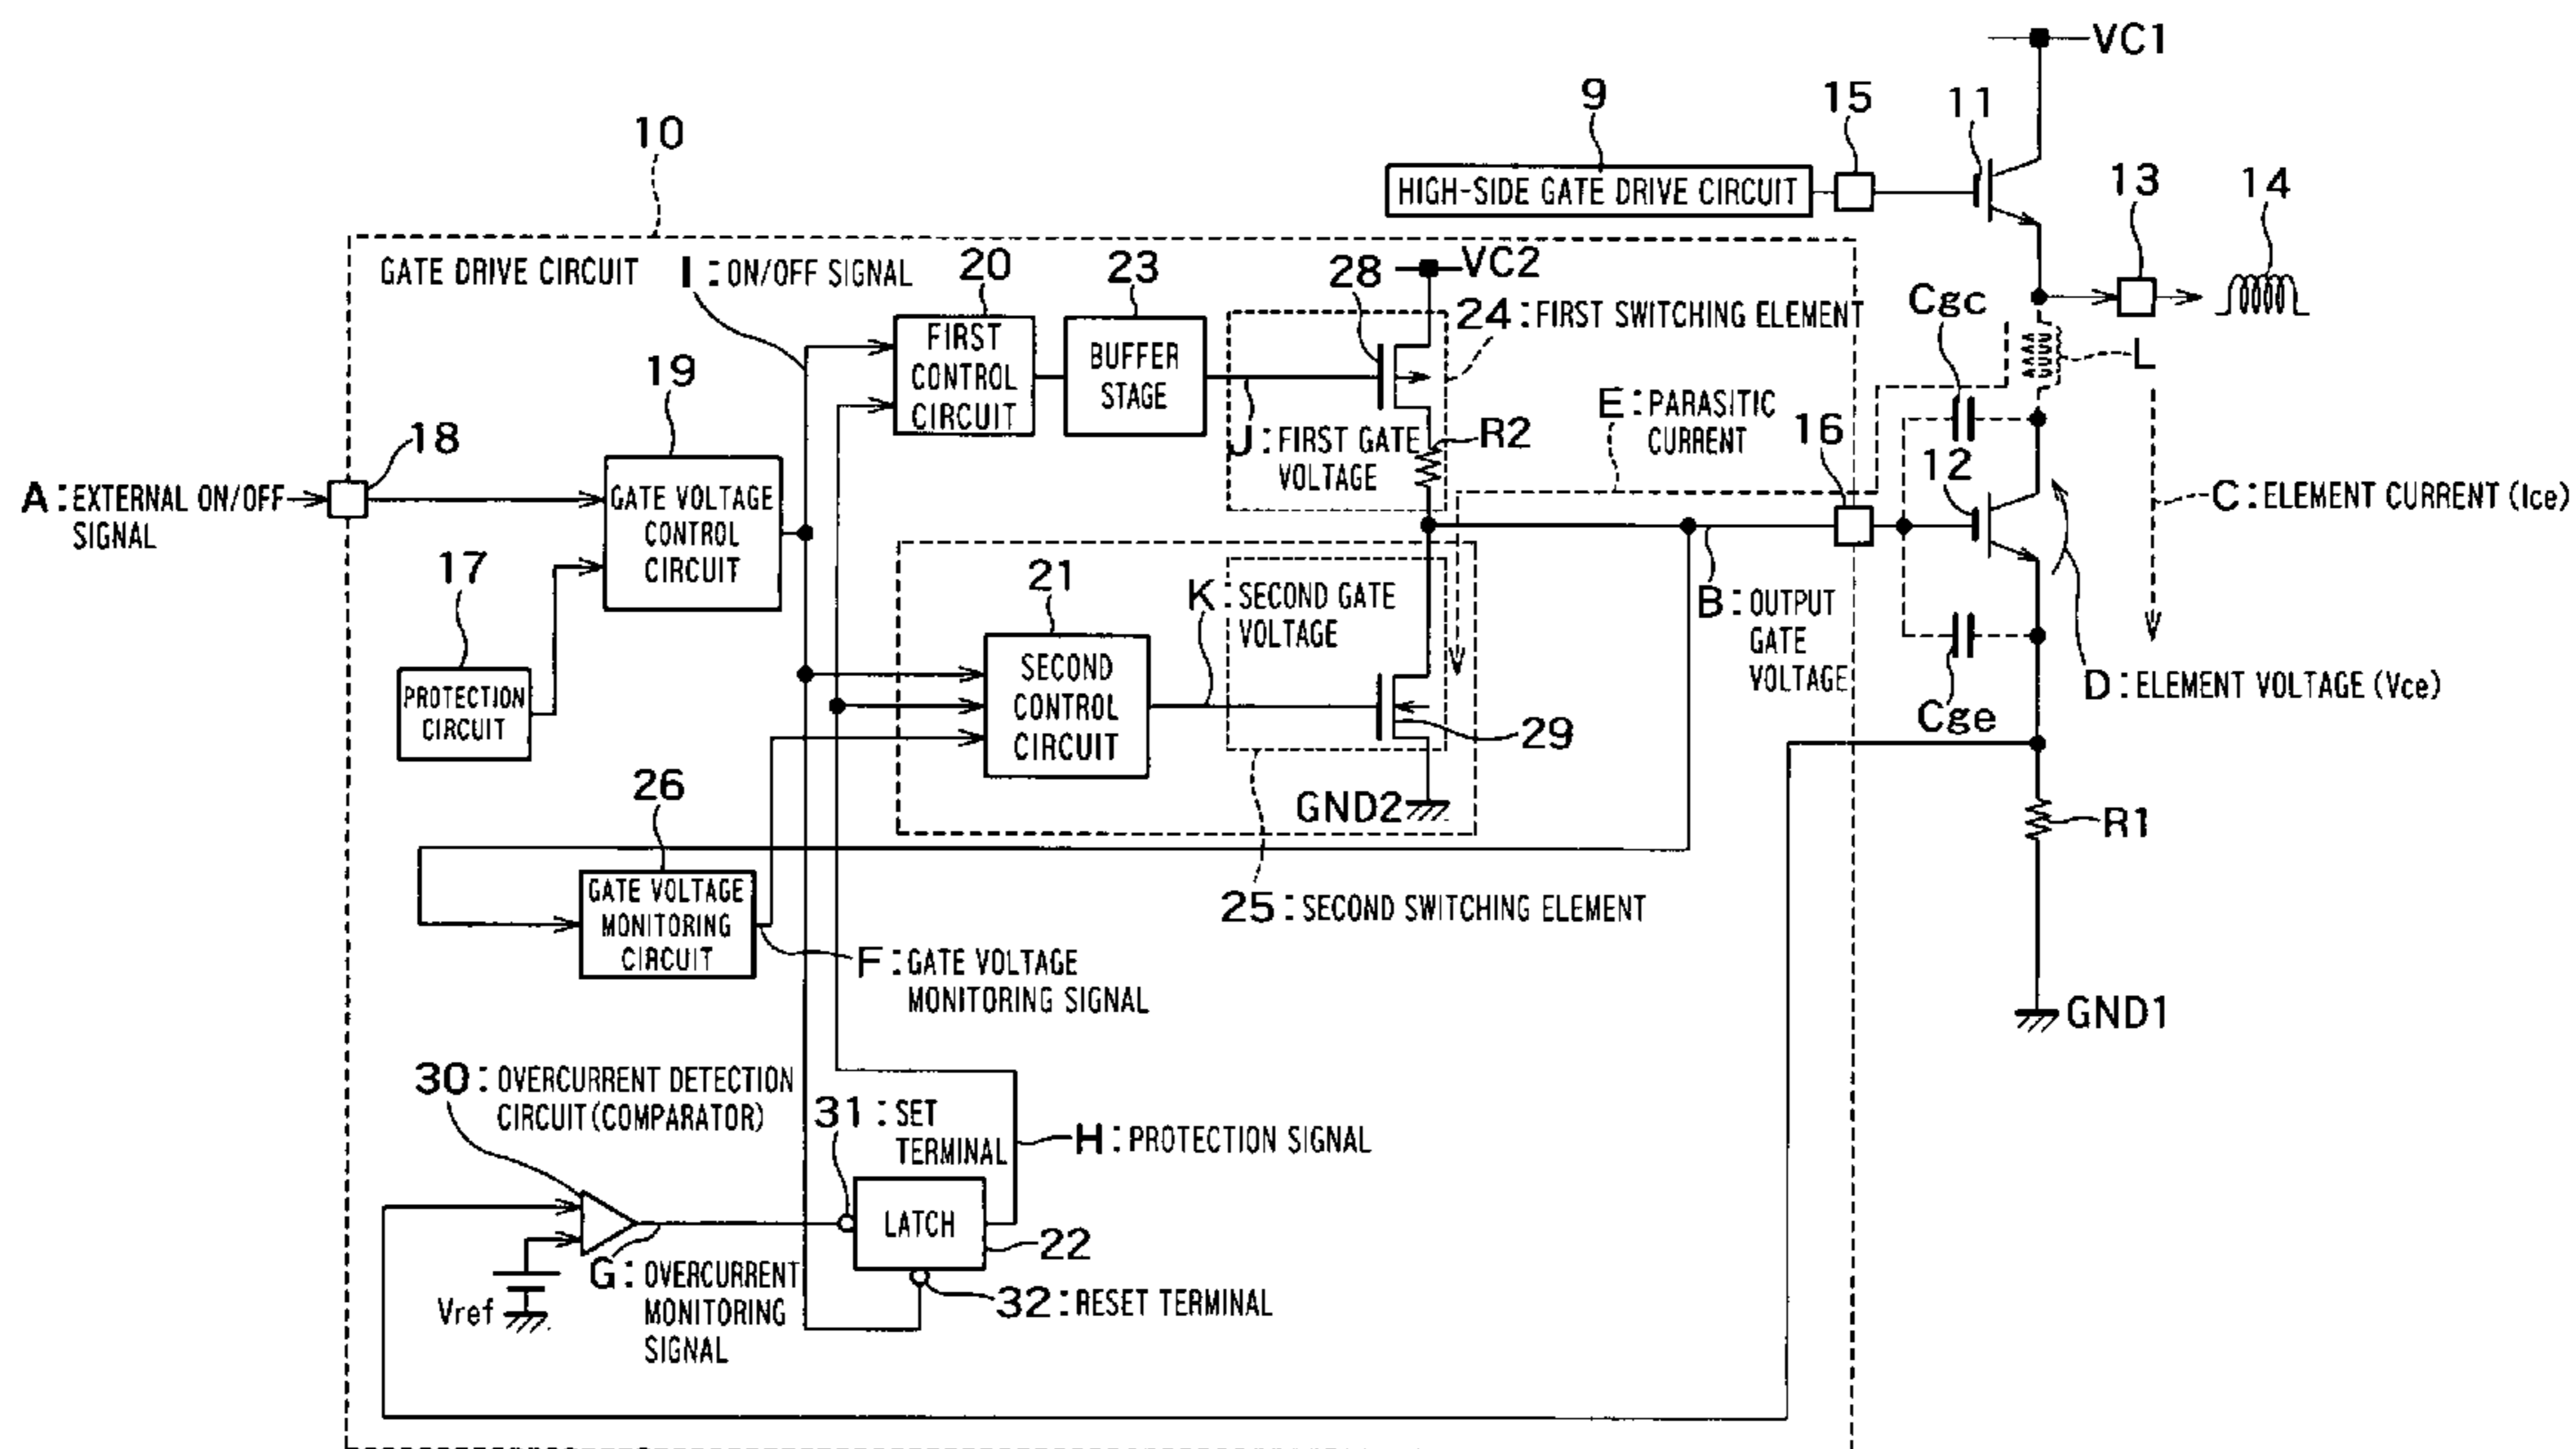 VC1
9
15
11
10
HIGH-SIDE GATE DRIVE CIRCUIT
13
14
GATE DRIVE CIRCUIT
I : ON/OFF SIGNAL
20
23
28
VC2
24 : FIRST SWITCHING ELEMENT
Cgc
L
FIRST
CONTROL
CIRCUIT
BUFFER
STAGE
19
E : PARASITIC
CURRENT
J : FIRST GATE
VOLTAGE
R2
16
12
18
A : EXTERNAL ON/OFF
SIGNAL
GATE VOLTAGE
CONTROL
CIRCUIT
C : ELEMENT CURRENT (Ice)
17
21
K : SECOND GATE
VOLTAGE
B : OUTPUT
GATE
VOLTAGE
PROTECTION
CIRCUIT
SECOND
CONTROL
CIRCUIT
29
Cge
D : ELEMENT VOLTAGE (Vce)
26
GND2
R1
GATE VOLTAGE
MONITORING
CIRCUIT
25 : SECOND SWITCHING ELEMENT
F : GATE VOLTAGE
MONITORING SIGNAL
GND1
30 : OVERCURRENT DETECTION
CIRCUIT (COMPARATOR)
31 : SET
TERMINAL
H : PROTECTION SIGNAL
LATCH
22
G : OVERCURRENT
MONITORING
SIGNAL
Vref
32 : RESET TERMINAL